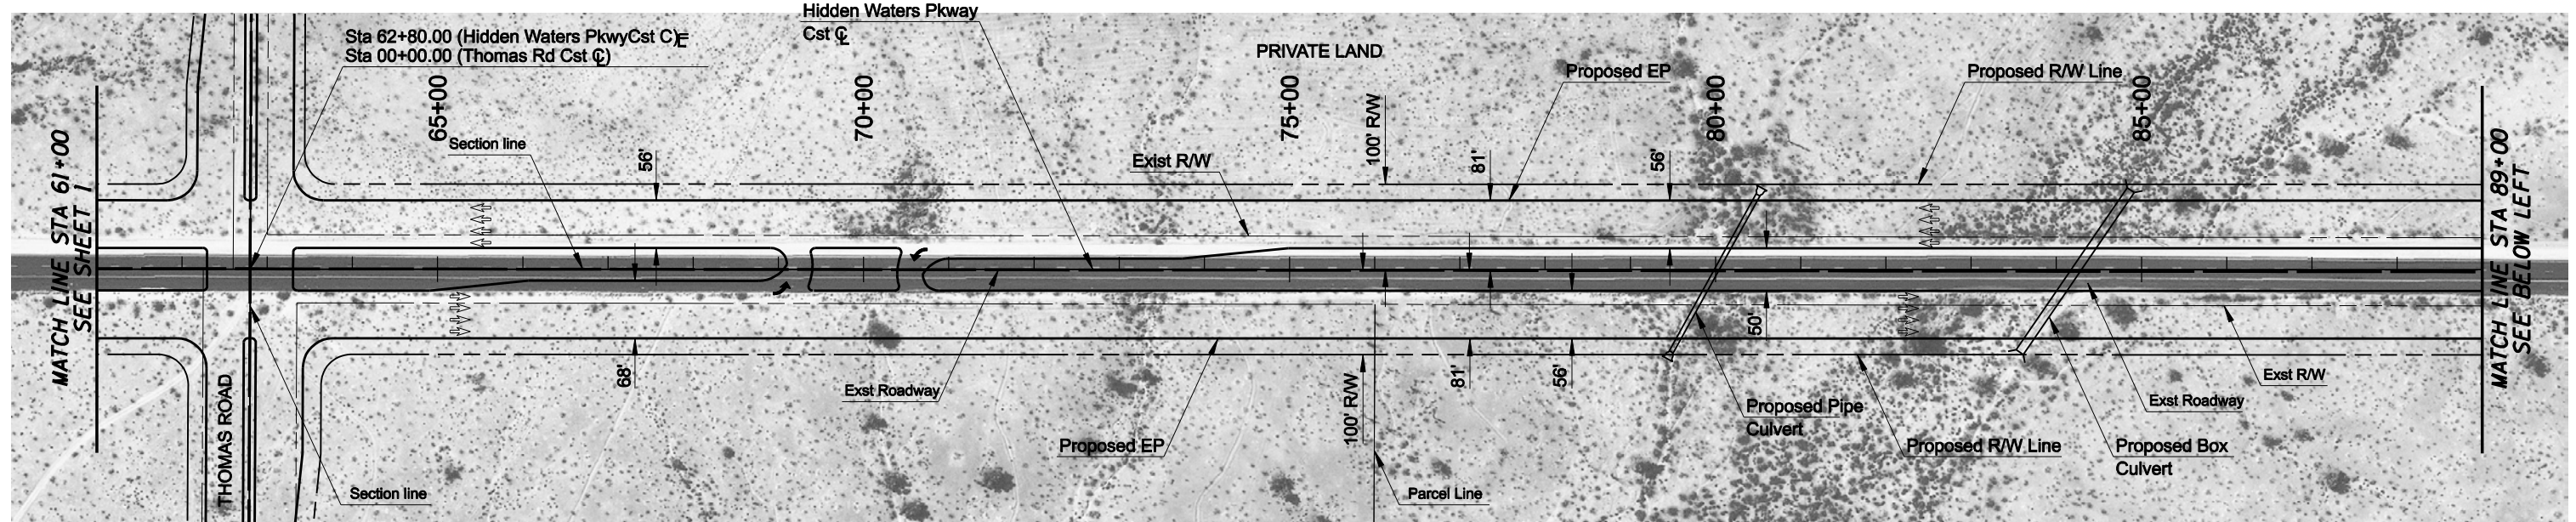 Hidden Waters Pkway
Cst ℄
Sta 62+80.00 (Hidden Waters PkwyCst ℄)=
Sta 00+00.00 (Thomas Rd Cst ℄)
PRIVATE LAND
Proposed EP
Proposed R/W Line
65+00
70+00
75+00
80+00
85+00
Section line
56'
Exist R/W
100' R/W
81'
56'
MATCH LINE STA 61+00
SEE SHEET 1
MATCH LINE STA 89+00
SEE BELOW LEFT
THOMAS ROAD
68'
Exst Roadway
100' R/W
81'
56'
50'
Exst R/W
Exst Roadway
Proposed Pipe
Culvert
Proposed EP
Proposed R/W Line
Proposed Box
Culvert
Section line
Parcel Line